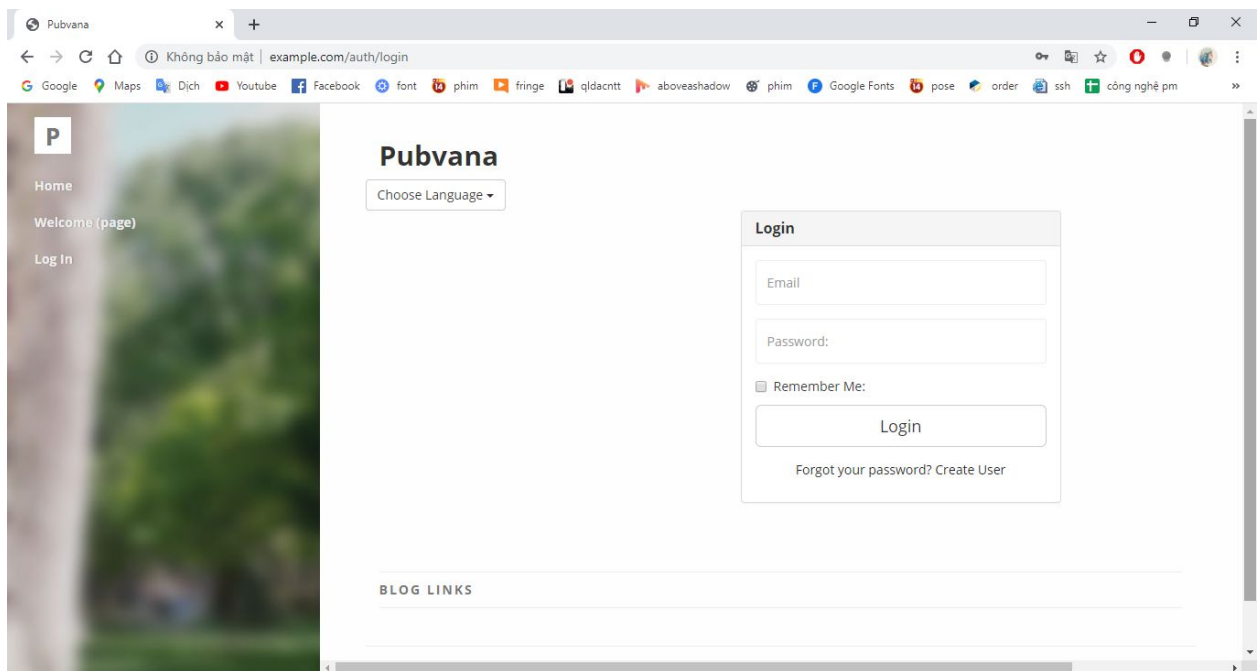 Pubvana
Không bảo mật | example.com/auth/login
Google Maps Dịch Youtube Facebook font phim fringe qldacntt aboveashadow phim Google Fonts pose order ssh công nghệ pm »
P
Home
Welcome (page)
Log In
Pubvana
Choose Language
Login
Email
Password:
Remember Me:
Login
Forgot your password? Create User
BLOG LINKS